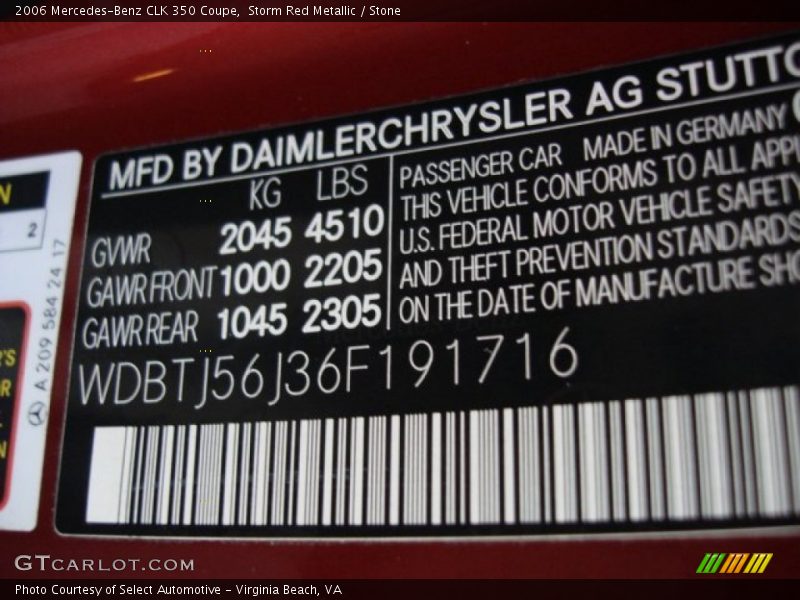 2006 Mercedes-Benz CLK 350 Coupe,  Storm Red Metallic / Stone
MFD BY DAIMLERCHRYSLER AG
KG LBS
GVWR 2045 4510
GAWR FRONT 1000 2205
GAWR REAR 1045 2305
PASSENGER CAR MADE IN GERMANY
THIS VEHICLE CONFORMS TO ALL
U.S. FEDERAL MOTOR VEHICLE SAFETY
AND THEFT PREVENTION STANDARDS
ON THE DATE OF MANUFACTURE
WDBTJ56J36F191716
2
A 209 584 24 17
GTCARLOT.COM
Photo Courtesy of Select Automotive - Virginia Beach, VA